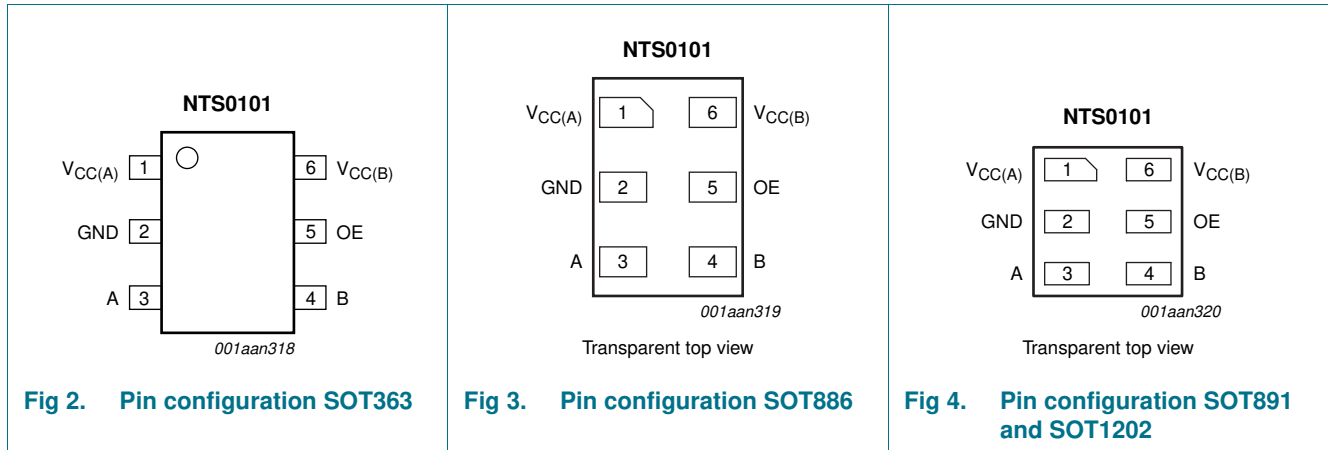 NTS0101
VCC(A) 1 6 VCC(B)
GND 2 5 OE
A 3 4 B
001aan318
Fig 2. Pin configuration SOT363
NTS0101
VCC(A) 1 6 VCC(B)
GND 2 5 OE
A 3 4 B
001aan319
Transparent top view
Fig 3. Pin configuration SOT886
NTS0101
VCC(A) 1 6 VCC(B)
GND 2 5 OE
A 3 4 B
001aan320
Transparent top view
Fig 4. Pin configuration SOT891
and SOT1202